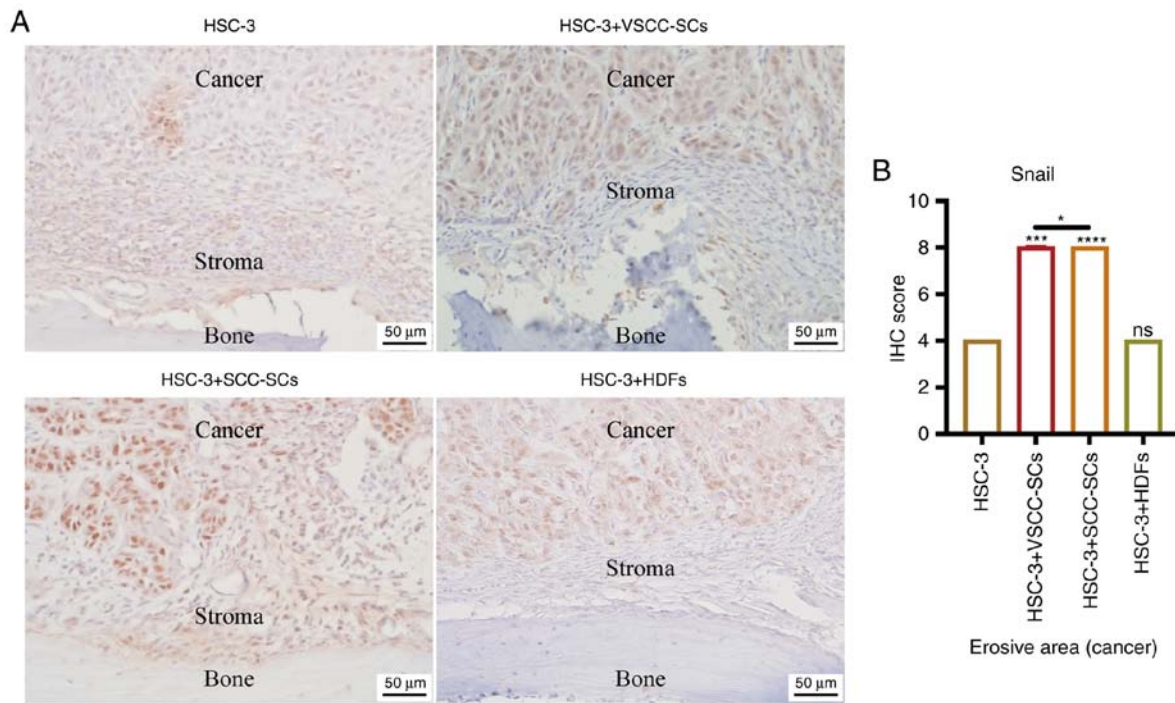 A
HSC-3
Cancer
Stroma
Bone
50 μm
HSC-3+VSCC-SCs
Cancer
Stroma
Bone
50 μm
HSC-3+SCC-SCs
Cancer
Stroma
Bone
50 μm
HSC-3+HDFs
Cancer
Stroma
Bone
50 μm
B
Snail
IHC score
10
8
6
4
2
0
*
***
****
ns
HSC-3
HSC-3+VSCC-SCs
HSC-3+SCC-SCs
HSC-3+HDFs
Erosive area (cancer)